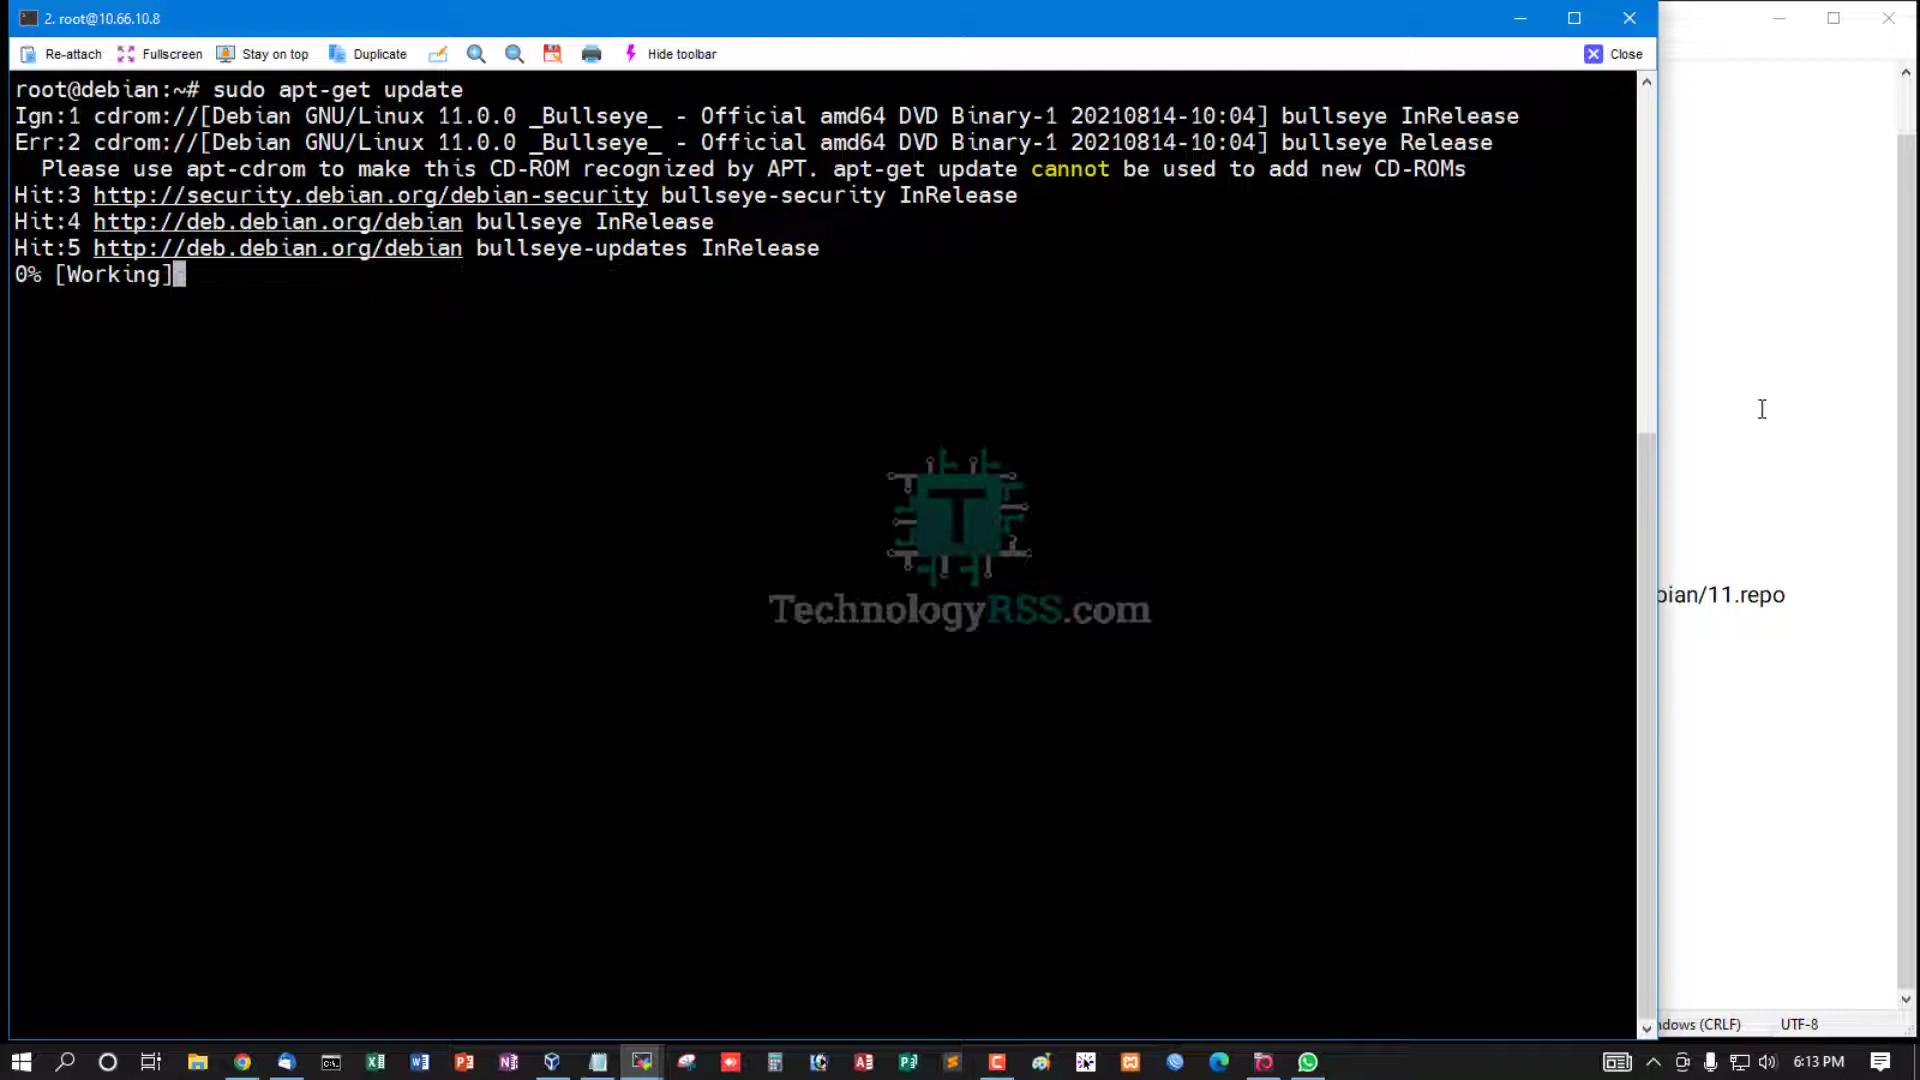 2. root@10.66.10.8
Re-attach Fullscreen Stay on top Duplicate Hide toolbar Close
root@debian:~# sudo apt-get update
Ign:1 cdrom://[Debian GNU/Linux 11.0.0 _Bullseye_ - Official amd64 DVD Binary-1 20210814-10:04] bullseye InRelease
Err:2 cdrom://[Debian GNU/Linux 11.0.0 _Bullseye_ - Official amd64 DVD Binary-1 20210814-10:04] bullseye Release
Please use apt-cdrom to make this CD-ROM recognized by APT. apt-get update cannot be used to add new CD-ROMs
Hit:3 http://security.debian.org/debian-security bullseye-security InRelease
Hit:4 http://deb.debian.org/debian bullseye InRelease
Hit:5 http://deb.debian.org/debian bullseye-updates InRelease
0% [Working]
T
TechnologyRSS.com
bian/11.repo
ndows (CRLF) UTF-8
6:13 PM